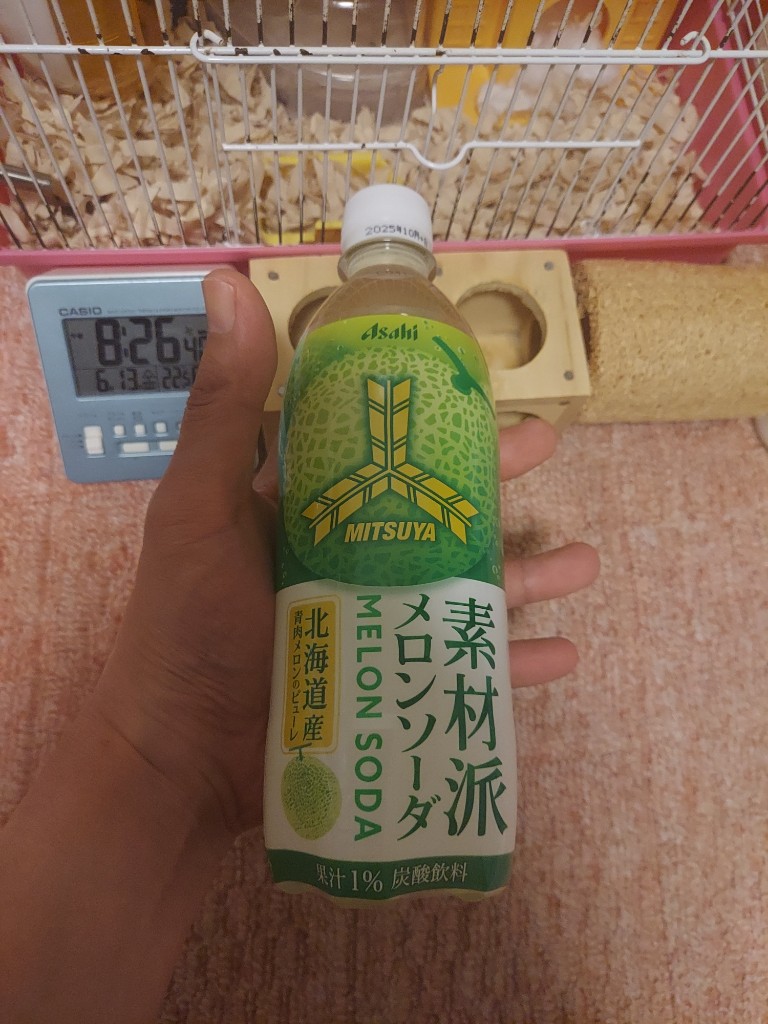 2025年10月
CASIO
8:26
6.13 金
Asahi
MITSUYA
素材派
メロンソーダ
MELON SODA
北海道産
青肉メロンのピューレ
果汁1% 炭酸飲料